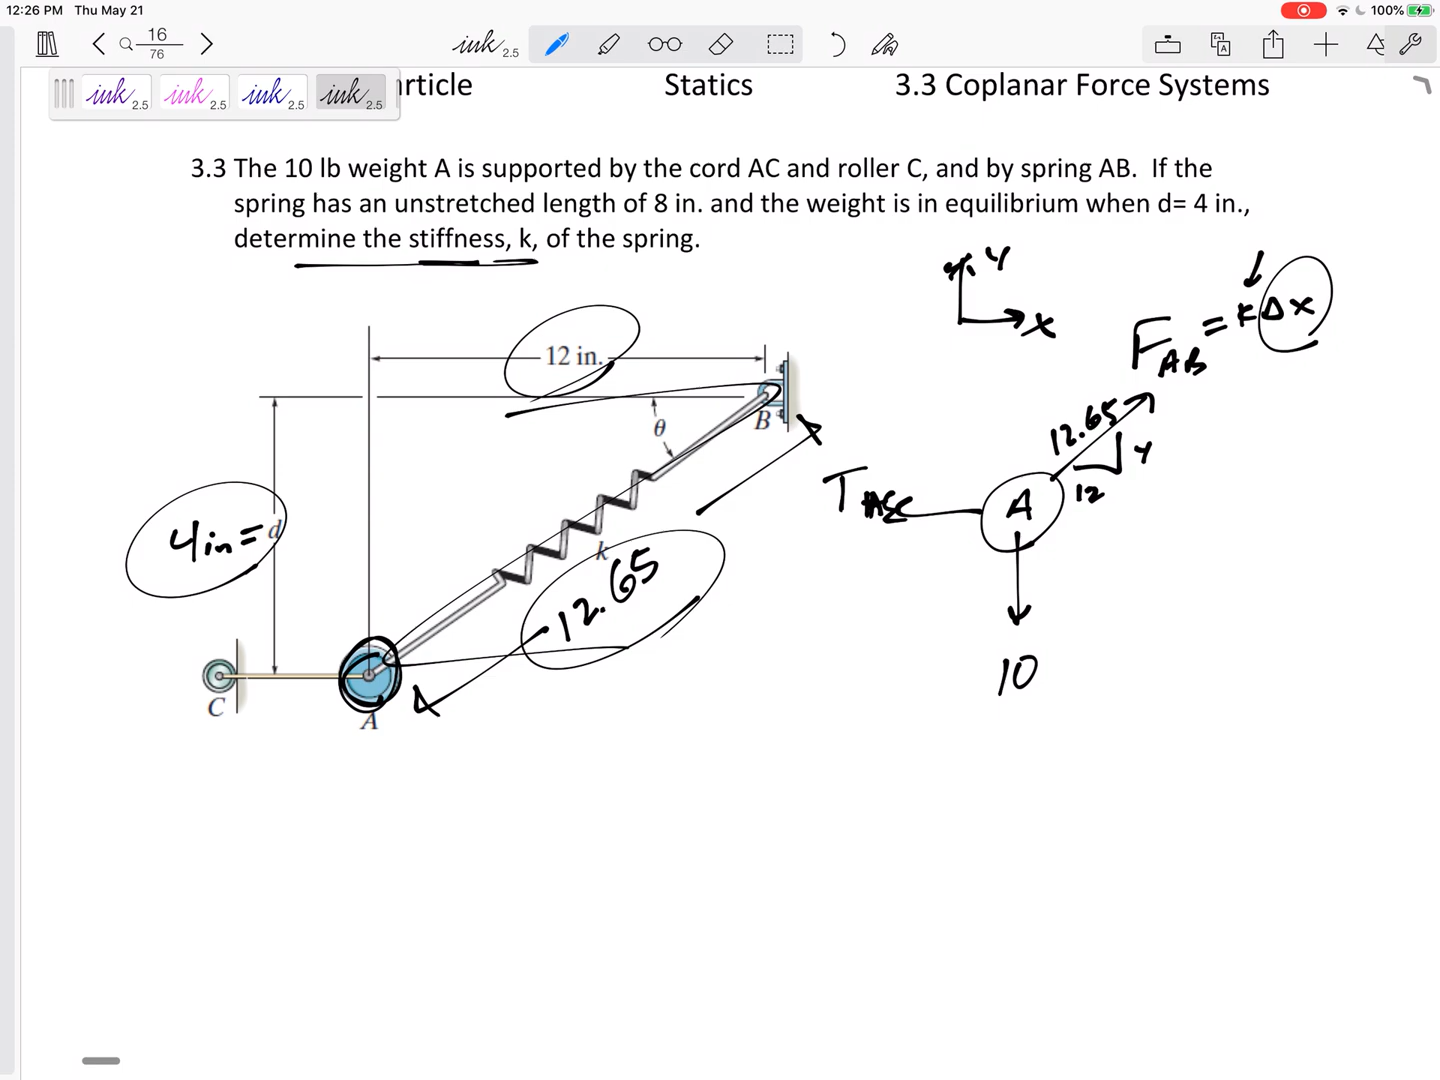 12:26 PM Thu May 21
100%
16
76
ink 2.5
ink 2.5 ink 2.5 ink 2.5 ink 2.5
rticle Statics 3.3 Coplanar Force Systems
3.3 The 10 lb weight A is supported by the cord AC and roller C, and by spring AB. If the
spring has an unstretched length of 8 in. and the weight is in equilibrium when d= 4 in.,
determine the stiffness, k, of the spring.
Y
X
F_AB = kΔx
12 in.
B
θ
12.65
4
12
T
A
4in = d
k
12.65
10
C
A